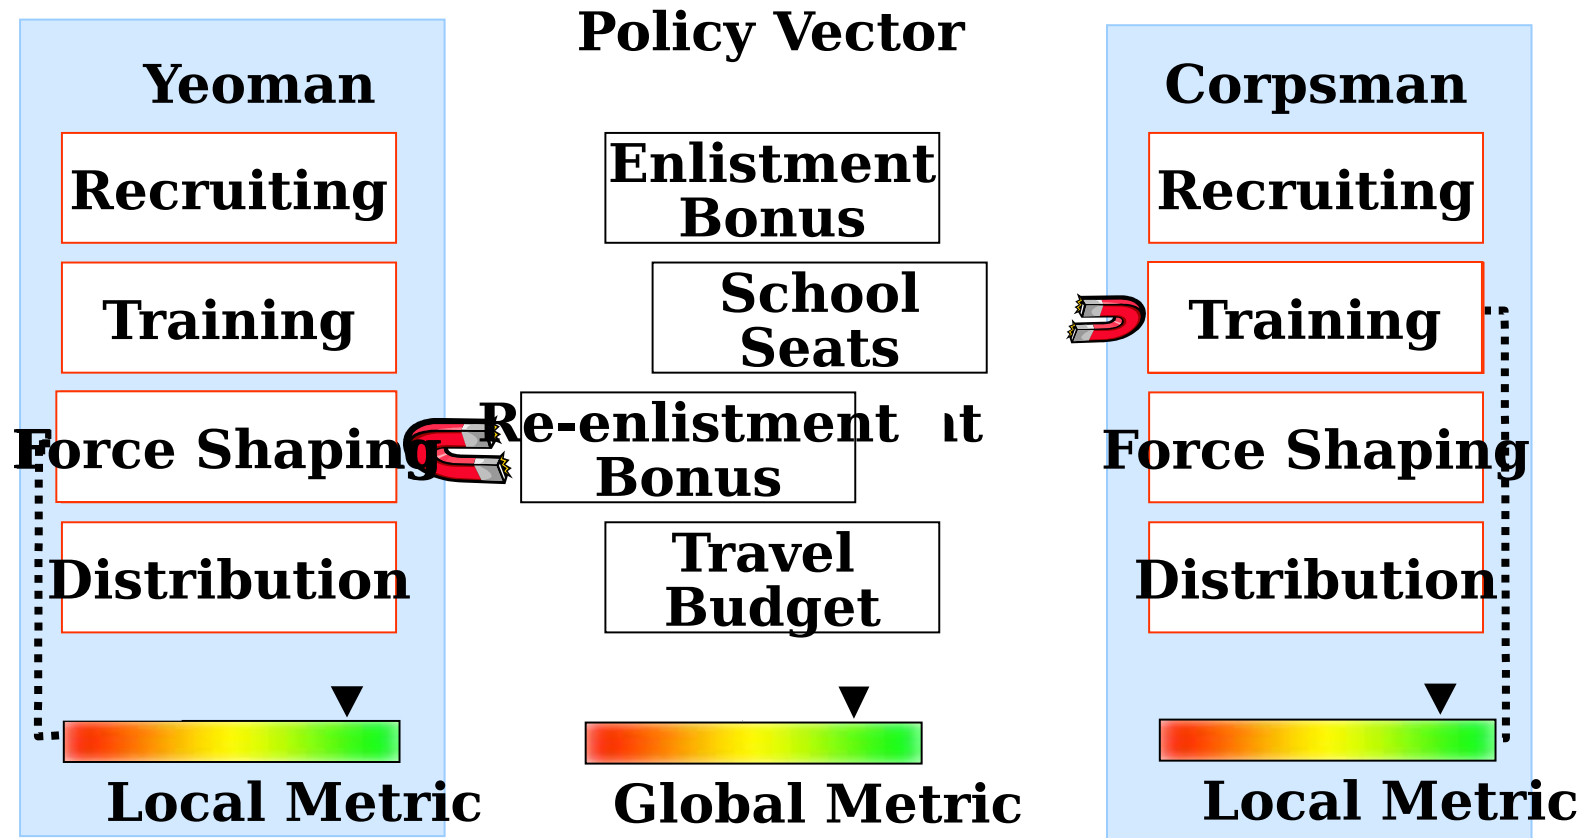 Policy Vector
Yeoman
Recruiting
Training
Force Shaping
Distribution
Local Metric
Enlistment
Bonus
School
Seats
Re-enlistment
Bonus
Travel
Budget
Global Metric
Corpsman
Recruiting
Training
Force Shaping
Distribution
Local Metric